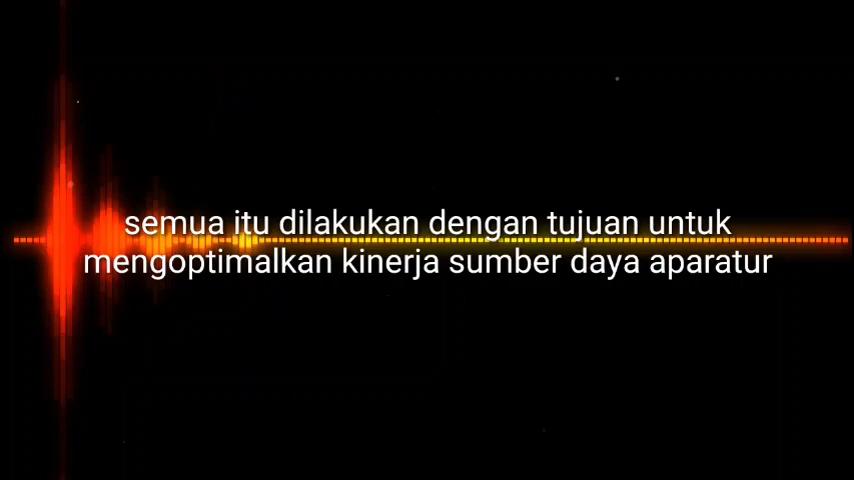 semua itu dilakukan dengan tujuan untuk
mengoptimalkan kinerja sumber daya aparatur